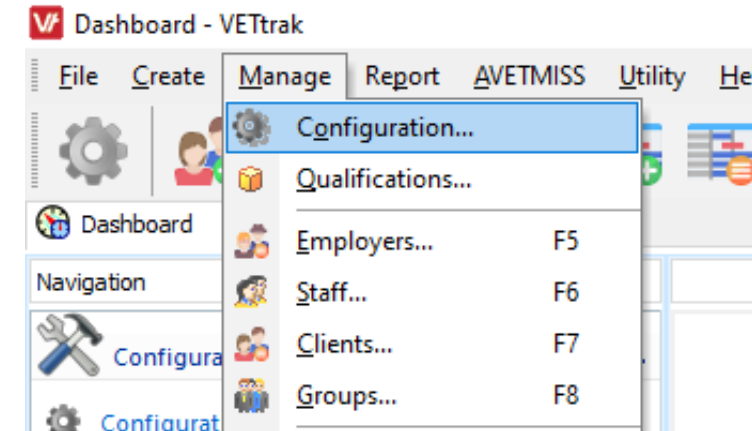 Dashboard - VETtrak
File Create Manage Report AVETMISS Utility
Configuration...
Qualifications...
Dashboard
Employers... F5
Navigation
Staff... F6
Clients... F7
Groups... F8